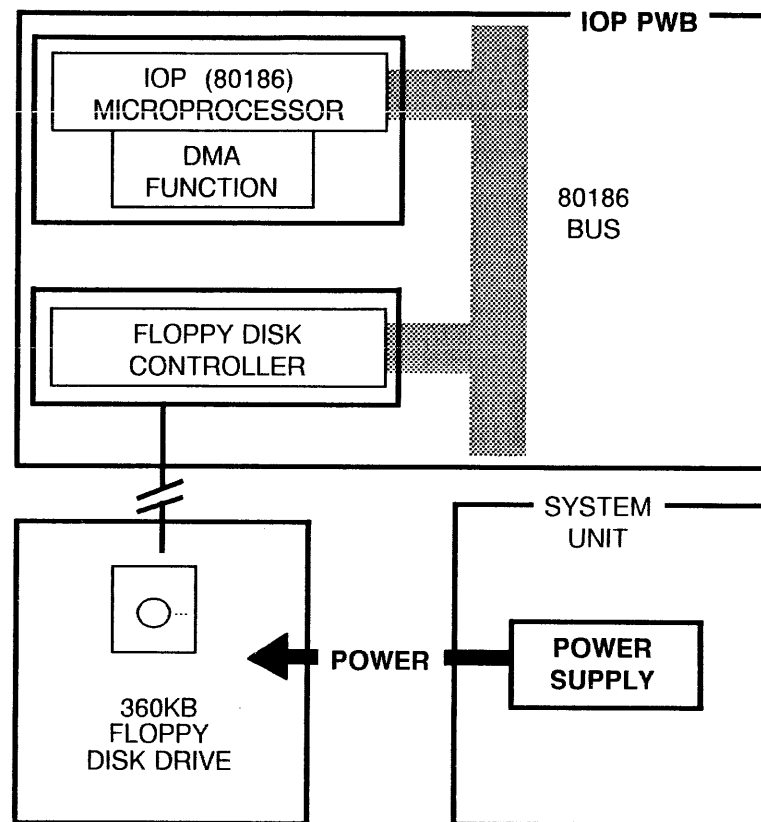 IOP PWB
IOP (80186)
MICROPROCESSOR
DMA
FUNCTION
80186
BUS
FLOPPY DISK
CONTROLLER
SYSTEM
UNIT
POWER
POWER
SUPPLY
360KB
FLOPPY
DISK DRIVE